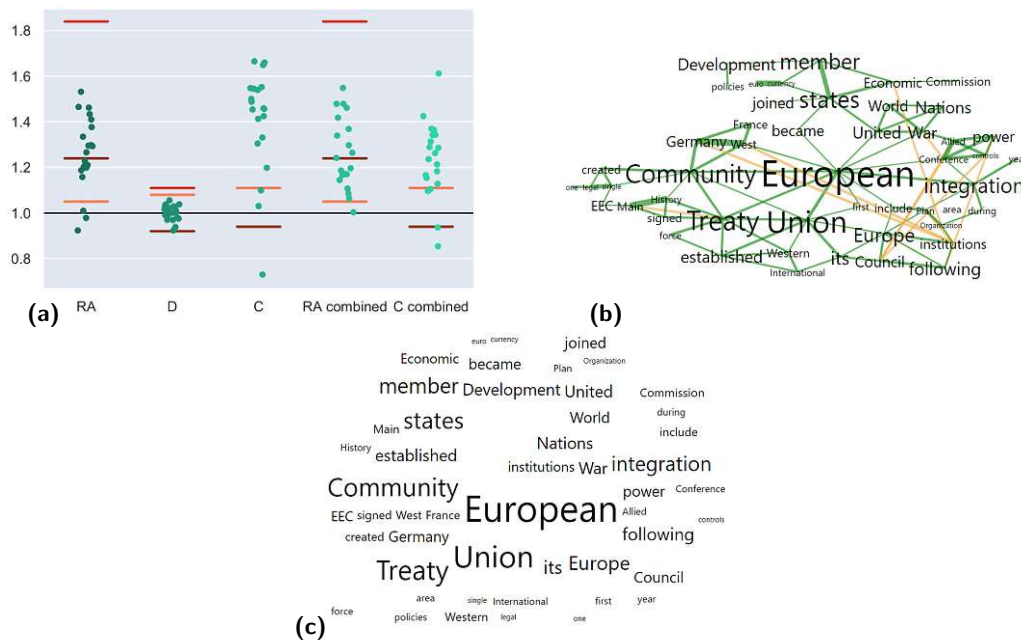 1.8
1.6
1.4
1.2
1.0
0.8
RA D C RA combined C combined
(a)
Development member
policies euro currency Economic Commission
joined states World Nations
France became United War Allied power
Germany West Conference controls year
created Community European integration
one legal single
EEC Main History first include Plan area during
signed Treaty Union Organization
force Europe institutions
established Western its Council following
International
(b)
euro currency joined
Economic became Plan Organization
member Development United Commission
during
Main states World include
History Nations
established institutions War integration
Community power Conference
EEC signed West France European Allied controls
created Germany following
Treaty Union its Europe Council
area single International first year
force policies Western legal one
(c)